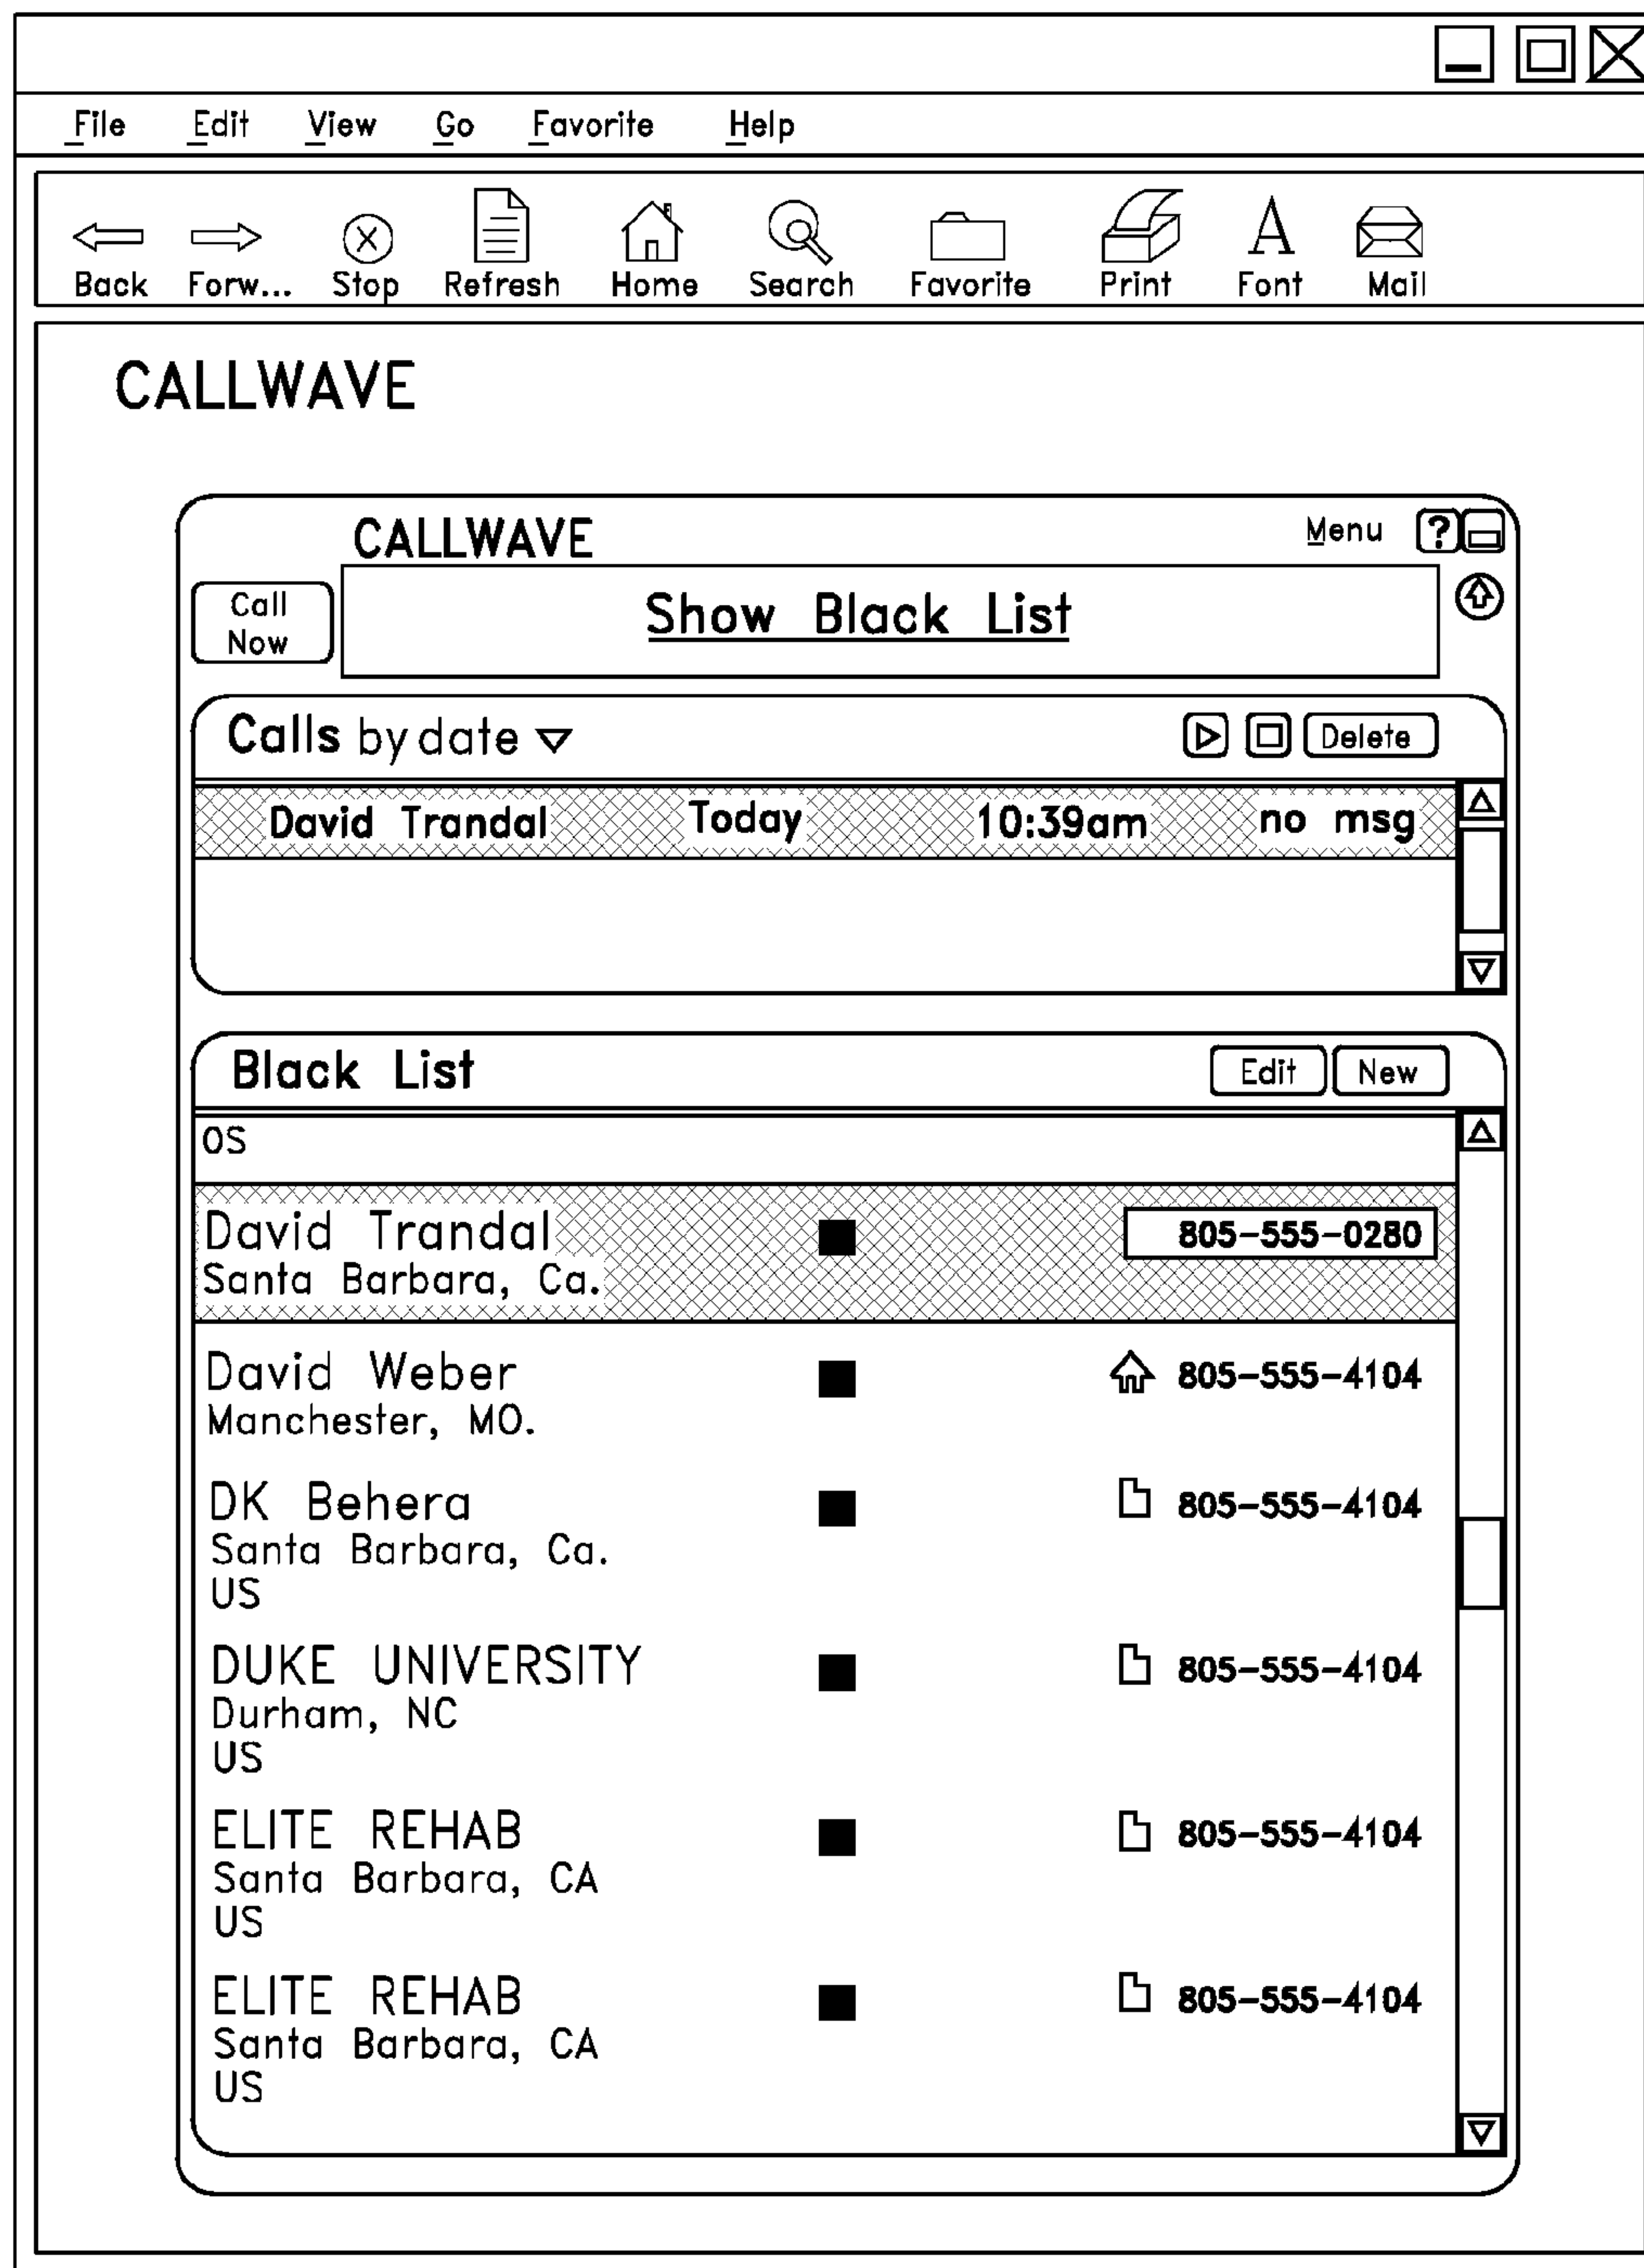 File Edit View Go Favorite Help
Back Forw... Stop Refresh Home Search Favorite Print Font Mail
CALLWAVE
CALLWAVE Menu ?
Call Now
Show Black List
Calls by date Delete
David Trandal Today 10:39am no msg
Black List Edit New
OS
David Trandal 805-555-0280
Santa Barbara, Ca.
David Weber 805-555-4104
Manchester, MO.
DK Behera 805-555-4104
Santa Barbara, Ca.
US
DUKE UNIVERSITY 805-555-4104
Durham, NC
US
ELITE REHAB 805-555-4104
Santa Barbara, CA
US
ELITE REHAB 805-555-4104
Santa Barbara, CA
US